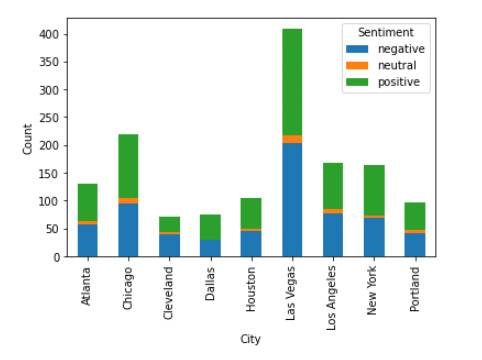 Sentiment
negative
neutral
positive
400
350
300
250
200
150
100
50
0
Count
Atlanta
Chicago
Cleveland
Dallas
Houston
Las Vegas
Los Angeles
New York
Portland
City